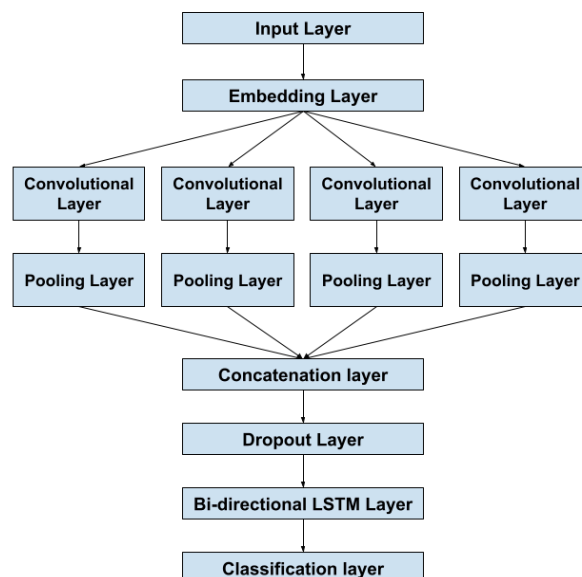 Input Layer
Embedding Layer
Convolutional
Layer
Convolutional
Layer
Convolutional
Layer
Convolutional
Layer
Pooling Layer
Pooling Layer
Pooling Layer
Pooling Layer
Concatenation layer
Dropout Layer
Bi-directional LSTM Layer
Classification layer